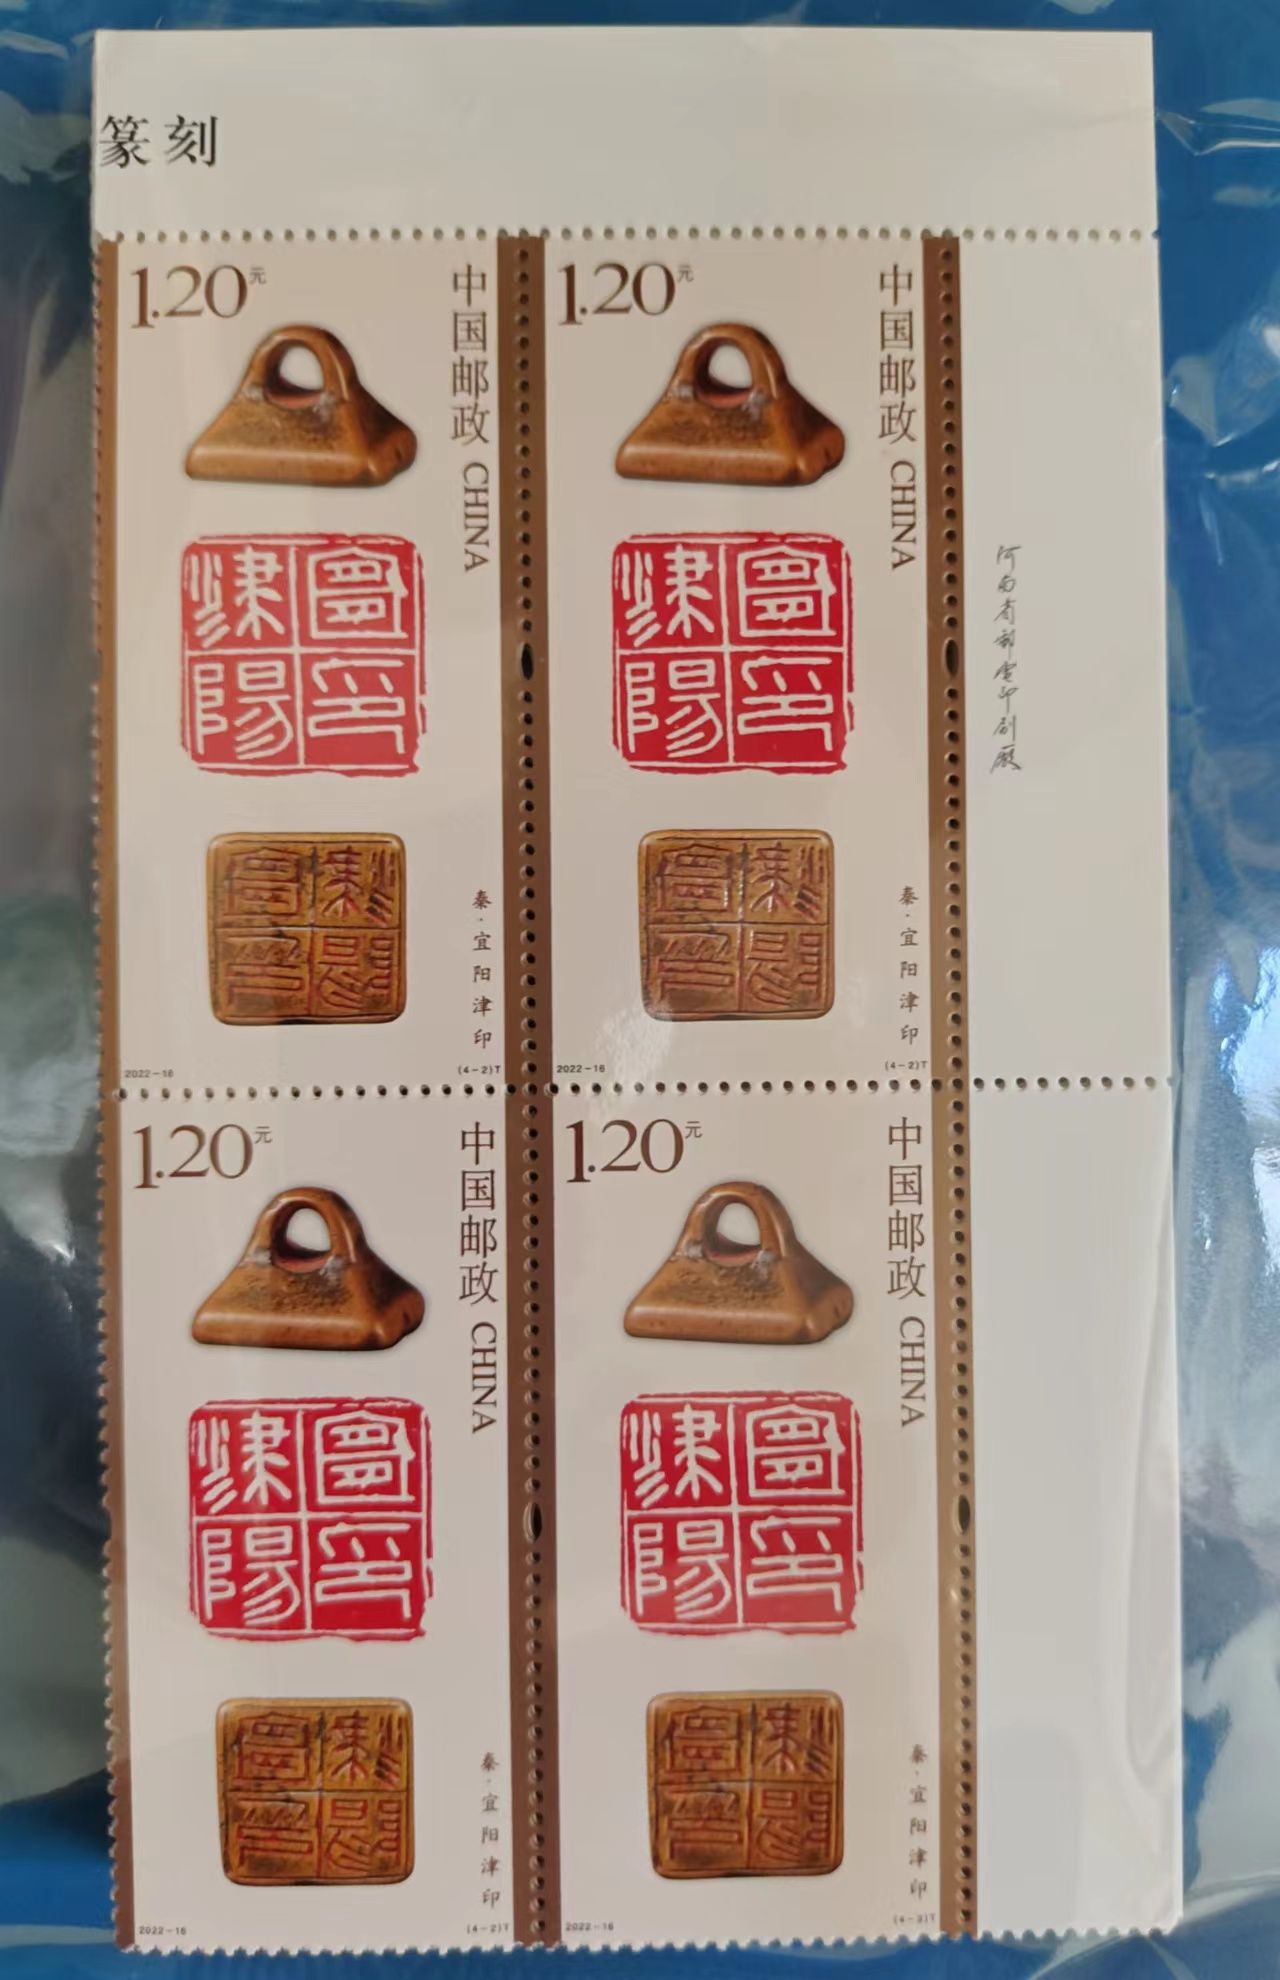 篆刻
1.20元
中国邮政 CHINA
宜印
津陽
秦·宜阳津印
2022-16
(4-2)T
1.20元
中国邮政 CHINA
宜印
津陽
秦·宜阳津印
2022-16
(4-2)T
河南省邮电印刷厂
1.20元
中国邮政 CHINA
宜印
津陽
秦·宜阳津印
2022-16
(4-2)T
1.20元
中国邮政 CHINA
宜印
津陽
秦·宜阳津印
2022-16
(4-2)T